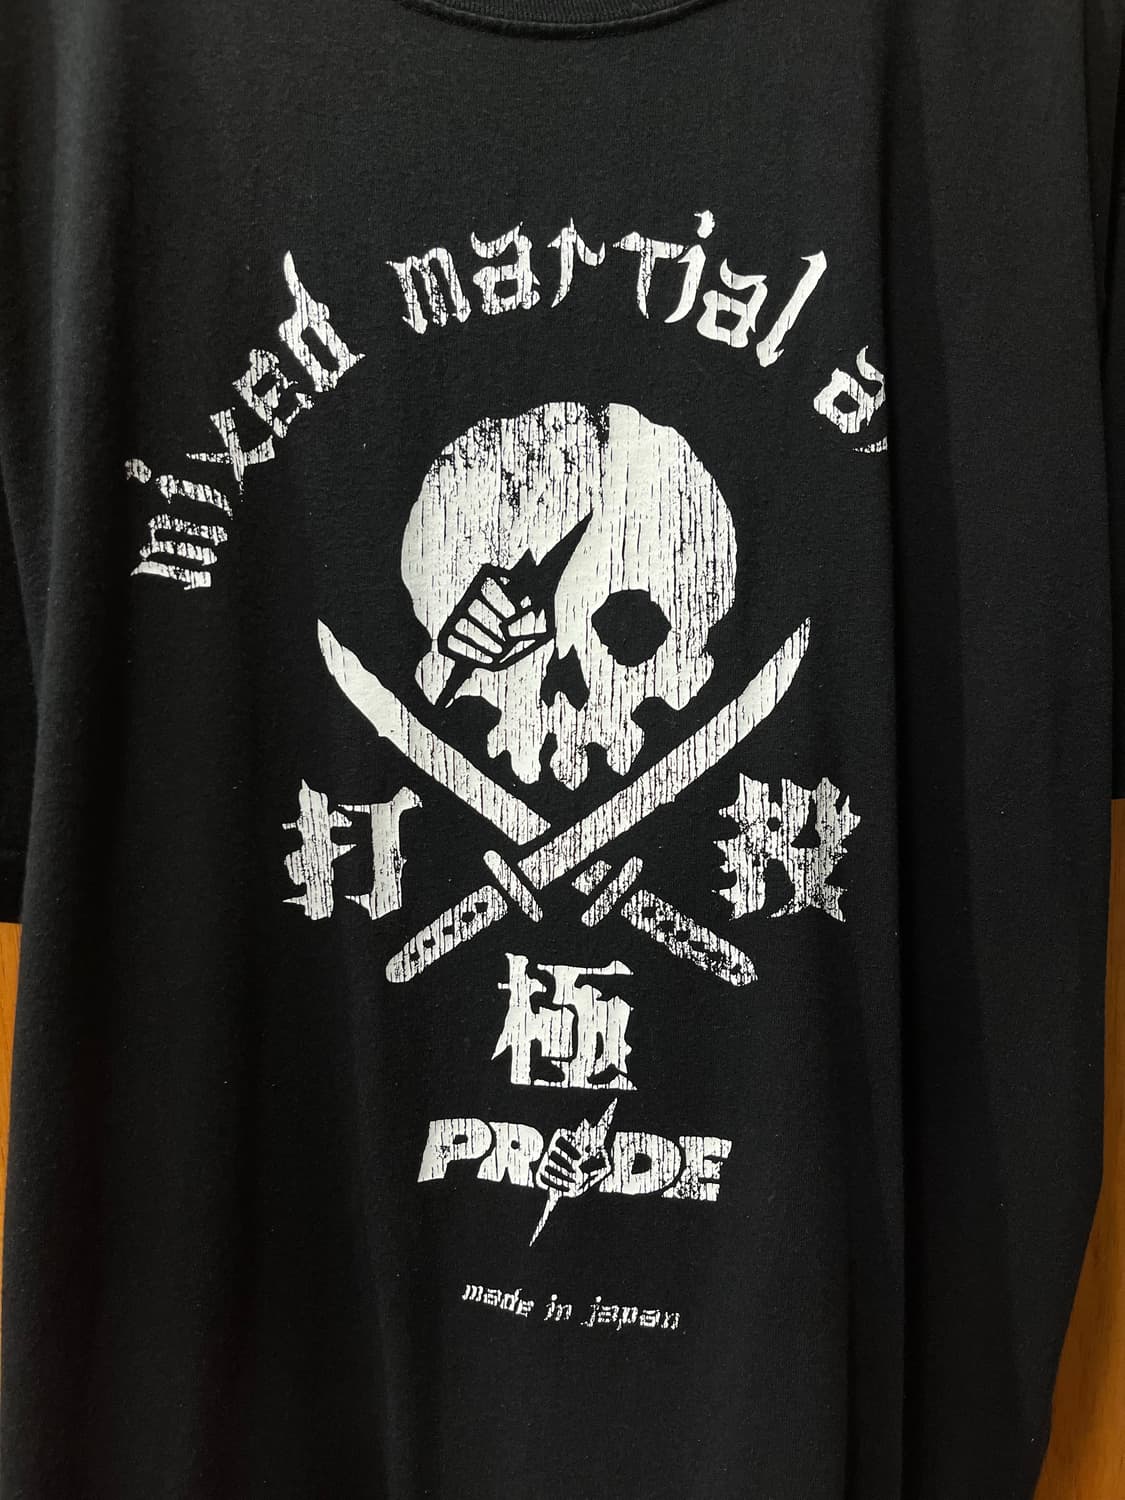 mixed martial a
打 投
極
PRIDE
made in japan